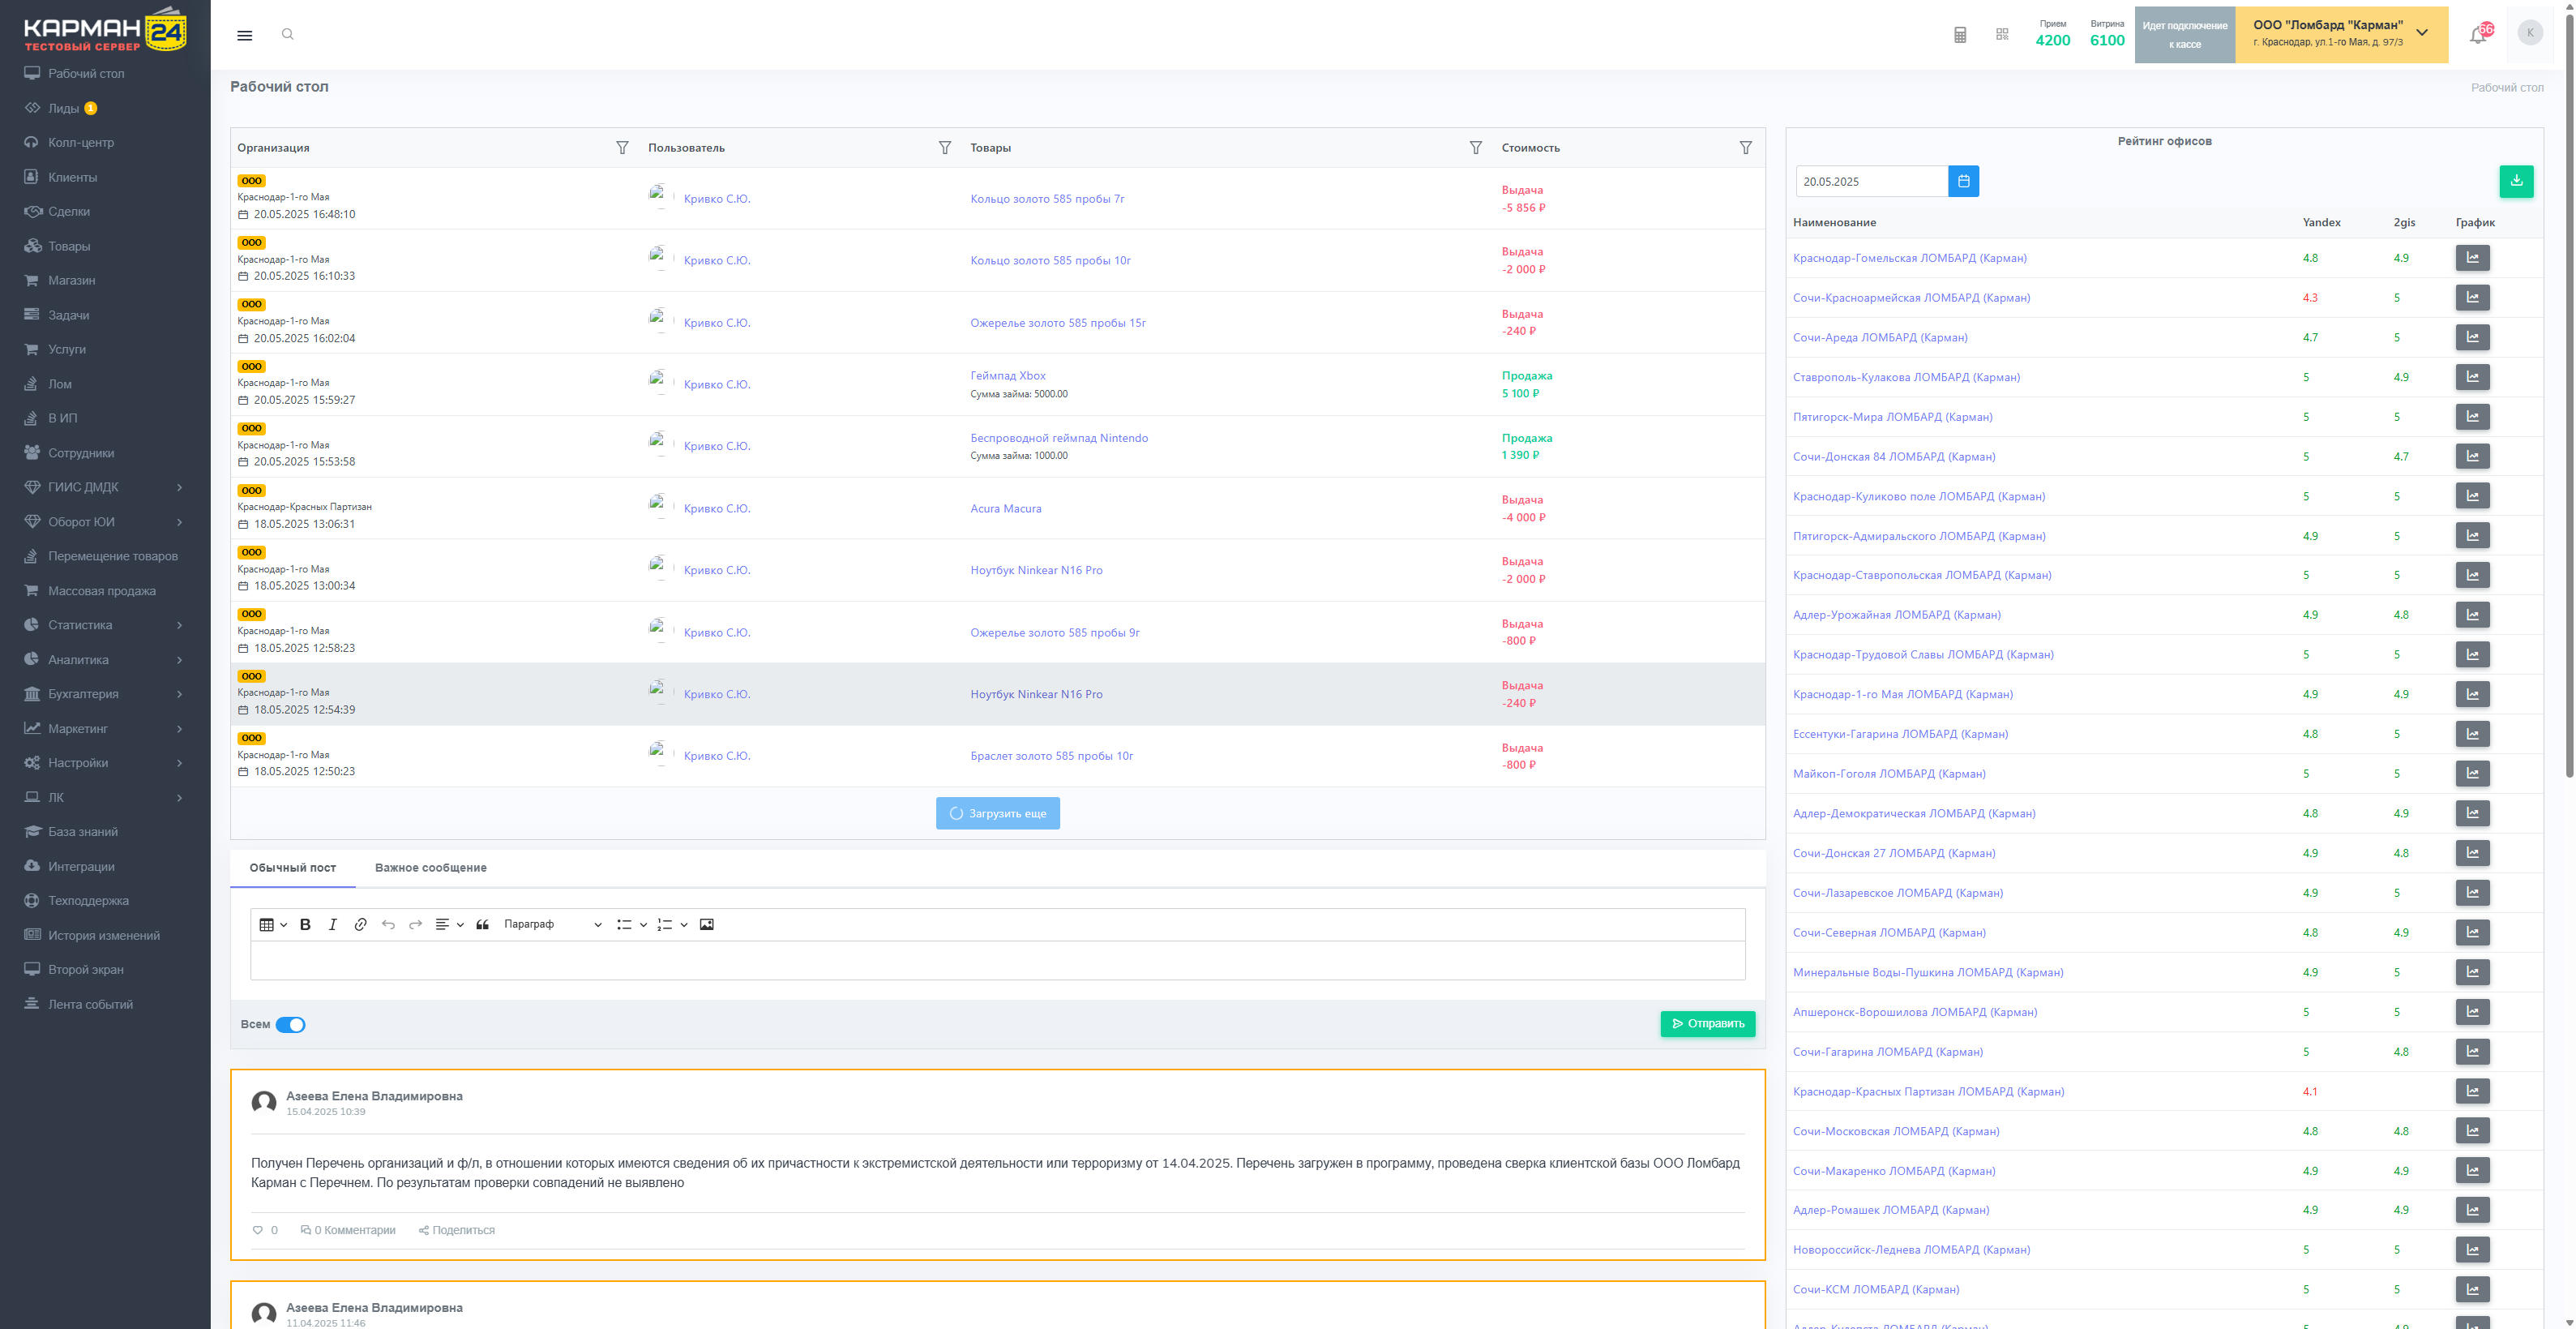 КАРМАН 24
ТЕСТОВЫЙ СЕРВЕР
Рабочий стол
Лиды 1
Колл-центр
Клиенты
Сделки
Товары
Магазин
Задачи
Услуги
Лом
В ИП
Сотрудники
ГИИС ДМДК
Оборот ЮИ
Перемещение товаров
Массовая продажа
Статистика
Аналитика
Бухгалтерия
Маркетинг
Настройки
ЛК
База знаний
Интеграции
Техподдержка
История изменений
Второй экран
Лента событий
Прием
4200
Витрина
6100
Идет подключение
к кассе
ООО "Ломбард "Карман"
г. Краснодар, ул.1-го Мая, д. 97/3
66
К
Рабочий стол
Рабочий стол
Организация Пользователь Товары Стоимость
ООО
Краснодар-1-го Мая
20.05.2025 16:48:10
Кривко С.Ю.
Кольцо золото 585 пробы 7г
Выдача
-5 856 ₽
ООО
Краснодар-1-го Мая
20.05.2025 16:10:33
Кривко С.Ю.
Кольцо золото 585 пробы 10г
Выдача
-2 000 ₽
ООО
Краснодар-1-го Мая
20.05.2025 16:02:04
Кривко С.Ю.
Ожерелье золото 585 пробы 15г
Выдача
-240 ₽
ООО
Краснодар-1-го Мая
20.05.2025 15:59:27
Кривко С.Ю.
Геймпад Xbox
Сумма займа: 5000.00
Продажа
5 100 ₽
ООО
Краснодар-1-го Мая
20.05.2025 15:53:58
Кривко С.Ю.
Беспроводной геймпад Nintendo
Сумма займа: 1000.00
Продажа
1 390 ₽
ООО
Краснодар-Красных Партизан
18.05.2025 13:06:31
Кривко С.Ю.
Acura Macura
Выдача
-4 000 ₽
ООО
Краснодар-1-го Мая
18.05.2025 13:00:34
Кривко С.Ю.
Ноутбук Ninkear N16 Pro
Выдача
-2 000 ₽
ООО
Краснодар-1-го Мая
18.05.2025 12:58:23
Кривко С.Ю.
Ожерелье золото 585 пробы 9г
Выдача
-800 ₽
ООО
Краснодар-1-го Мая
18.05.2025 12:54:39
Кривко С.Ю.
Ноутбук Ninkear N16 Pro
Выдача
-240 ₽
ООО
Краснодар-1-го Мая
18.05.2025 12:50:23
Кривко С.Ю.
Браслет золото 585 пробы 10г
Выдача
-800 ₽
Загрузить еще
Обычный пост Важное сообщение
Параграф
Всем
Отправить
Азеева Елена Владимировна
15.04.2025 10:39
Получен Перечень организаций и ф/л, в отношении которых имеются сведения об их причастности к экстремистской деятельности или терроризму от 14.04.2025. Перечень загружен в программу, проведена сверка клиентской базы ООО Ломбард
Карман с Перечнем. По результатам проверки совпадений не выявлено
0 0 Комментарии Поделиться
Азеева Елена Владимировна
11.04.2025 11:46
Рейтинг офисов
20.05.2025
Наименование Yandex 2gis График
Краснодар-Гомельская ЛОМБАРД (Карман) 4.8 4.9
Сочи-Красноармейская ЛОМБАРД (Карман) 4.3 5
Сочи-Ареда ЛОМБАРД (Карман) 4.7 5
Ставрополь-Кулакова ЛОМБАРД (Карман) 5 4.9
Пятигорск-Мира ЛОМБАРД (Карман) 5 5
Сочи-Донская 84 ЛОМБАРД (Карман) 5 4.7
Краснодар-Куликово поле ЛОМБАРД (Карман) 5 5
Пятигорск-Адмиральского ЛОМБАРД (Карман) 4.9 5
Краснодар-Ставропольская ЛОМБАРД (Карман) 5 5
Адлер-Урожайная ЛОМБАРД (Карман) 4.9 4.8
Краснодар-Трудовой Славы ЛОМБАРД (Карман) 5 5
Краснодар-1-го Мая ЛОМБАРД (Карман) 4.9 4.9
Ессентуки-Гагарина ЛОМБАРД (Карман) 4.8 5
Майкоп-Гоголя ЛОМБАРД (Карман) 5 5
Адлер-Демократическая ЛОМБАРД (Карман) 4.8 4.9
Сочи-Донская 27 ЛОМБАРД (Карман) 4.9 4.8
Сочи-Лазаревское ЛОМБАРД (Карман) 4.9 5
Сочи-Северная ЛОМБАРД (Карман) 4.8 4.9
Минеральные Воды-Пушкина ЛОМБАРД (Карман) 4.9 5
Апшеронск-Ворошилова ЛОМБАРД (Карман) 5 5
Сочи-Гагарина ЛОМБАРД (Карман) 5 4.8
Краснодар-Красных Партизан ЛОМБАРД (Карман) 4.1
Сочи-Московская ЛОМБАРД (Карман) 4.8 4.8
Сочи-Макаренко ЛОМБАРД (Карман) 4.9 4.9
Адлер-Ромашек ЛОМБАРД (Карман) 4.9 4.9
Новороссийск-Леднева ЛОМБАРД (Карман) 5 5
Сочи-КСМ ЛОМБАРД (Карман) 5 5